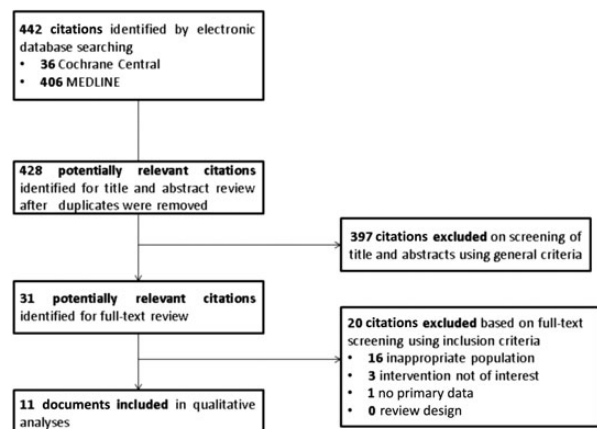 442 citations identified by electronic
database searching
• 36 Cochrane Central
• 406 MEDLINE
428 potentially relevant citations
identified for title and abstract review
after duplicates were removed
397 citations excluded on screening of
title and abstracts using general criteria
31 potentially relevant citations
identified for full-text review
20 citations excluded based on full-text
screening using inclusion criteria
• 16 inappropriate population
• 3 intervention not of interest
• 1 no primary data
• 0 review design
11 documents included in qualitative
analyses